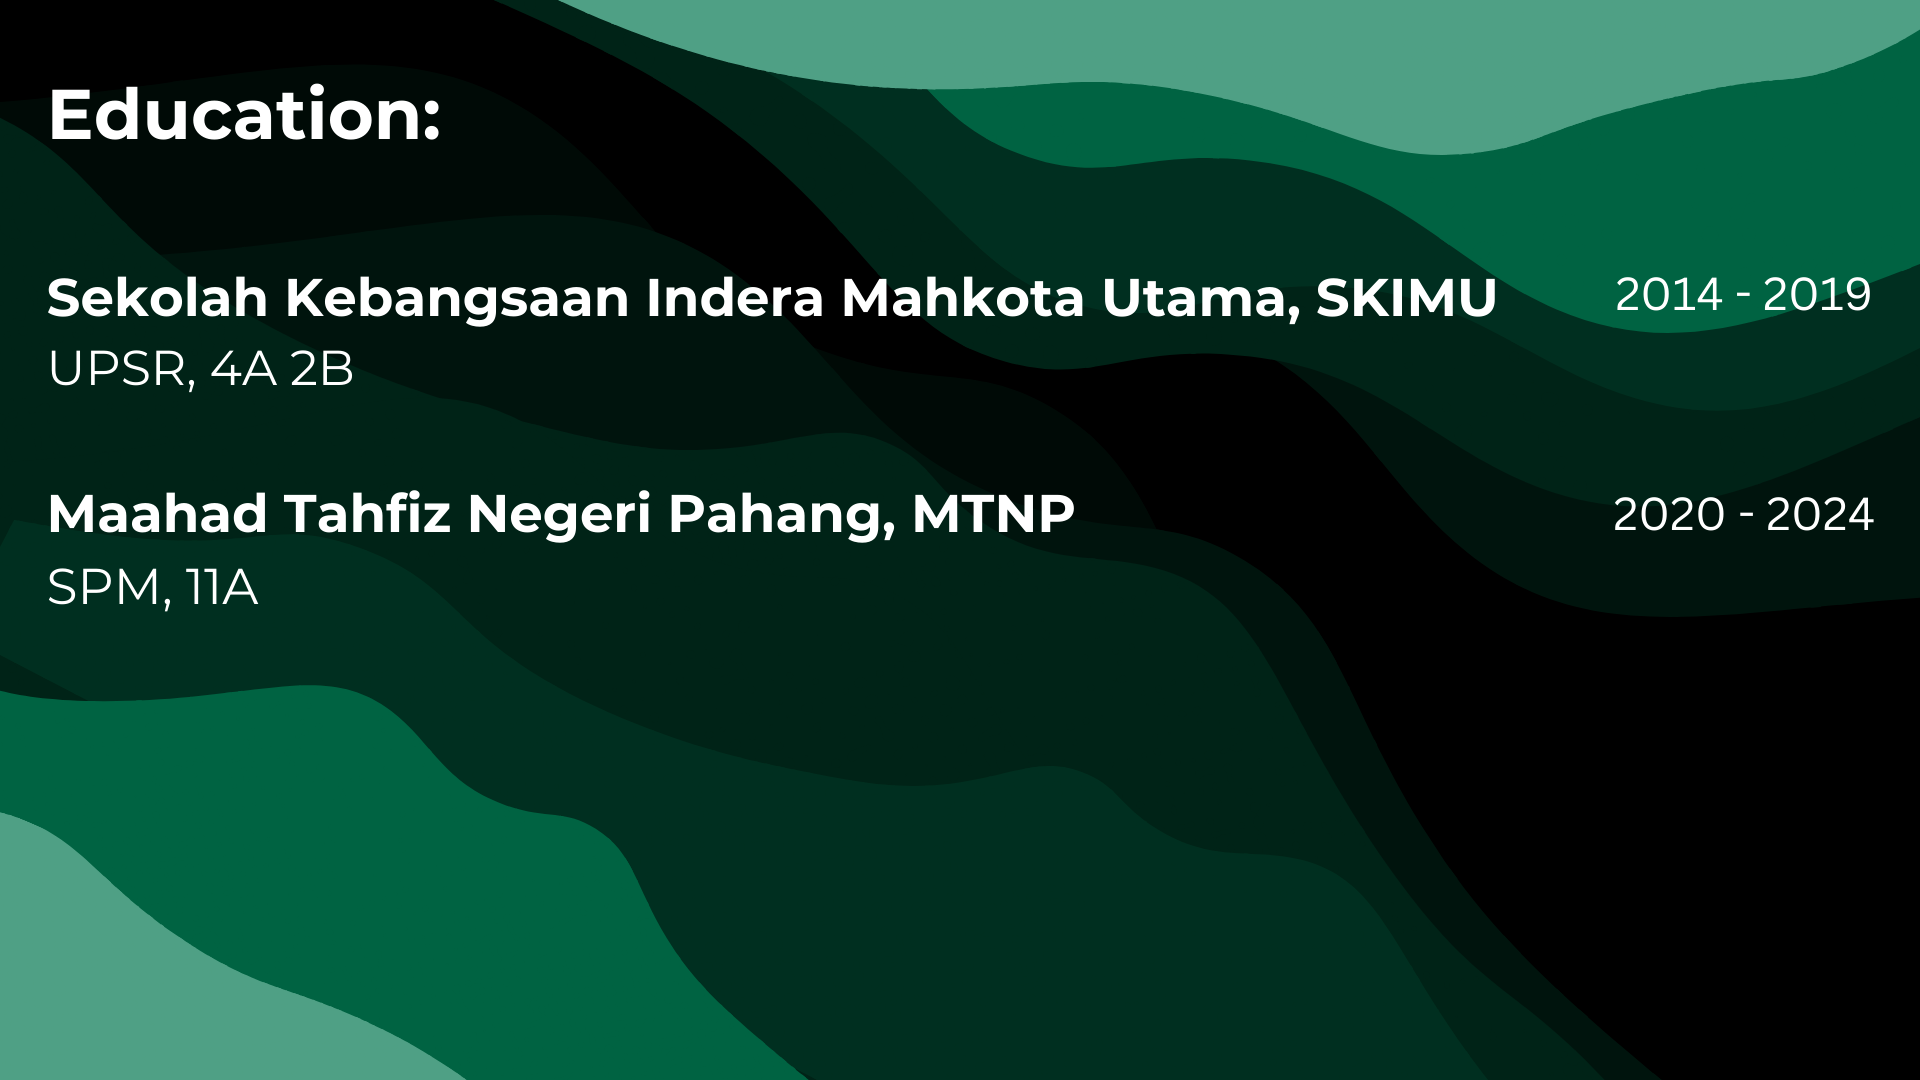 Education:
Sekolah Kebangsaan Indera Mahkota Utama, SKIMU 2014 - 2019
UPSR, 4A 2B
Maahad Tahfiz Negeri Pahang, MTNP 2020 - 2024
SPM, 11A